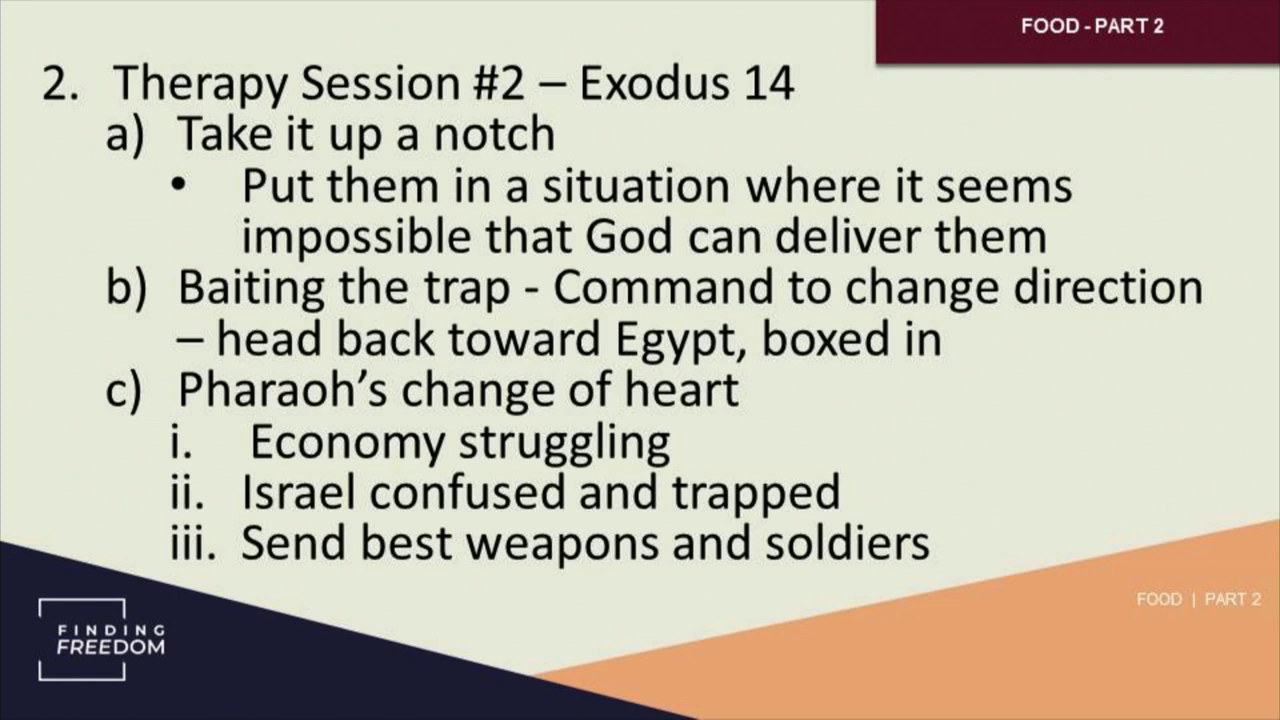 FOOD - PART 2
2. Therapy Session #2 – Exodus 14
a) Take it up a notch
• Put them in a situation where it seems
impossible that God can deliver them
b) Baiting the trap - Command to change direction
– head back toward Egypt, boxed in
c) Pharaoh’s change of heart
i. Economy struggling
ii. Israel confused and trapped
iii. Send best weapons and soldiers
FOOD | PART 2
FINDING
FREEDOM